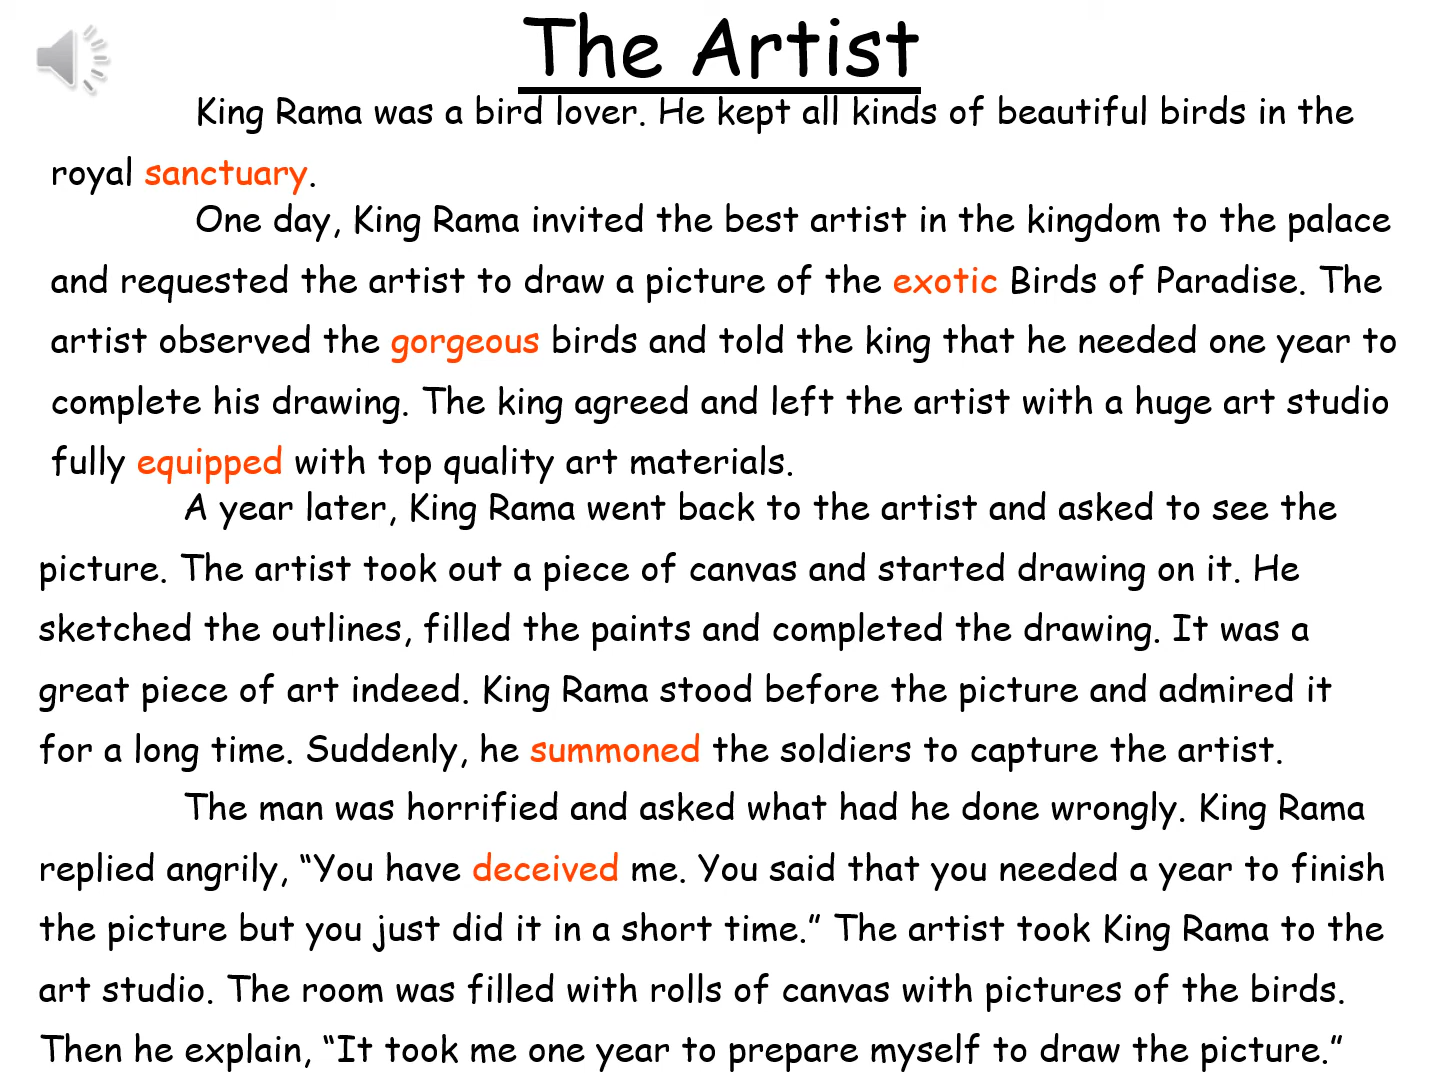 The Artist
King Rama was a bird lover. He kept all kinds of beautiful birds in the
royal sanctuary.
One day, King Rama invited the best artist in the kingdom to the palace
and requested the artist to draw a picture of the exotic Birds of Paradise. The
artist observed the gorgeous birds and told the king that he needed one year to
complete his drawing. The king agreed and left the artist with a huge art studio
fully equipped with top quality art materials.
A year later, King Rama went back to the artist and asked to see the
picture. The artist took out a piece of canvas and started drawing on it. He
sketched the outlines, filled the paints and completed the drawing. It was a
great piece of art indeed. King Rama stood before the picture and admired it
for a long time. Suddenly, he summoned the soldiers to capture the artist.
The man was horrified and asked what had he done wrongly. King Rama
replied angrily, “You have deceived me. You said that you needed a year to finish
the picture but you just did it in a short time.” The artist took King Rama to the
art studio. The room was filled with rolls of canvas with pictures of the birds.
Then he explain, “It took me one year to prepare myself to draw the picture.”